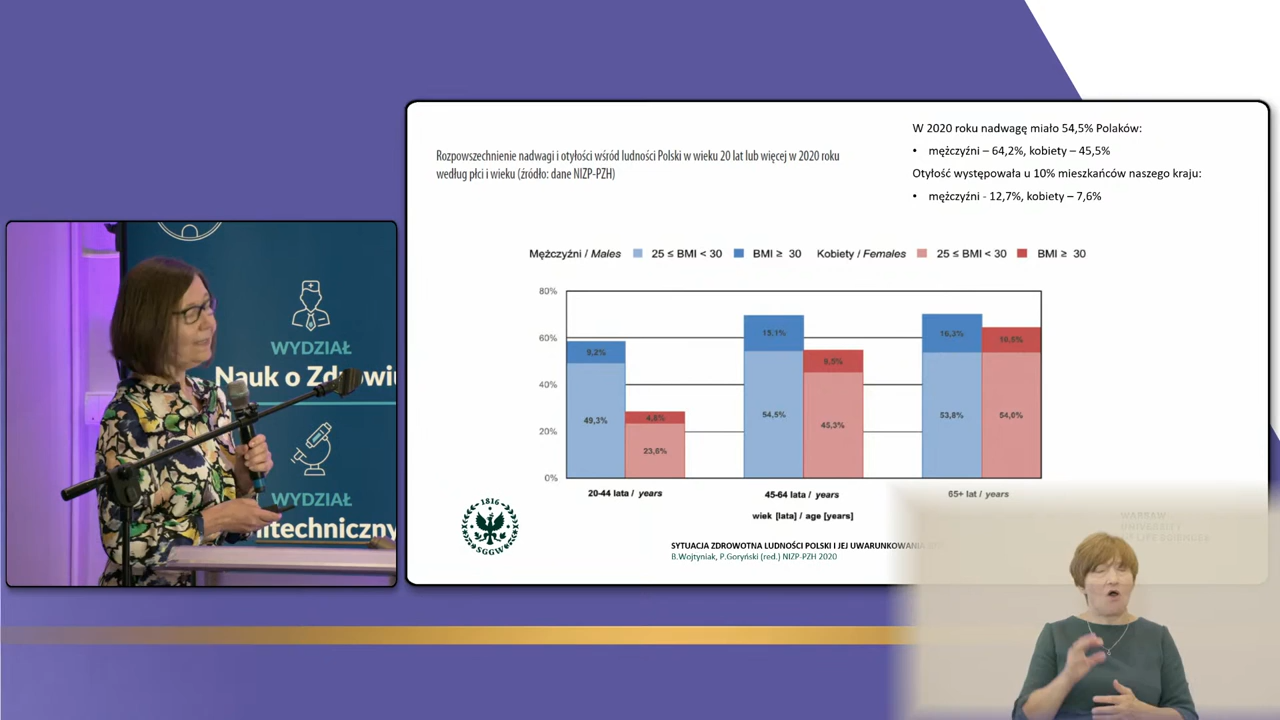 W 2020 roku nadwagę miało 54,5% Polaków:
• mężczyźni – 64,2%, kobiety – 45,5%
Otyłość występowała u 10% mieszkańców naszego kraju:
• mężczyźni - 12,7%, kobiety – 7,6%
Rozpowszechnienie nadwagi i otyłości wśród ludności Polski w wieku 20 lat lub więcej w 2020 roku
według płci i wieku (źródło: dane NIZP-PZH)
Mężczyźni / Males 25 ≤ BMI < 30 BMI ≥ 30 Kobiety / Females 25 ≤ BMI < 30 BMI ≥ 30
80%
60%
40%
20%
0%
9,2%
49,3%
4,8%
23,6%
15,1%
54,5%
9,5%
45,3%
16,3%
53,8%
10,5%
54,0%
20-44 lata / years
45-64 lata / years
65+ lat / years
wiek [lata] / age [years]
1816
SGGW
SYTUACJA ZDROWOTNA LUDNOŚCI POLSKI I JEJ UWARUNKOWANIA
B.Wojtyniak, P.Goryński (red.) NIZP-PZH 2020
WARSAW
UNIVERSITY
OF LIFE SCIENCES
WYDZIAŁ
Nauk o Zdrowiu
WYDZIAŁ